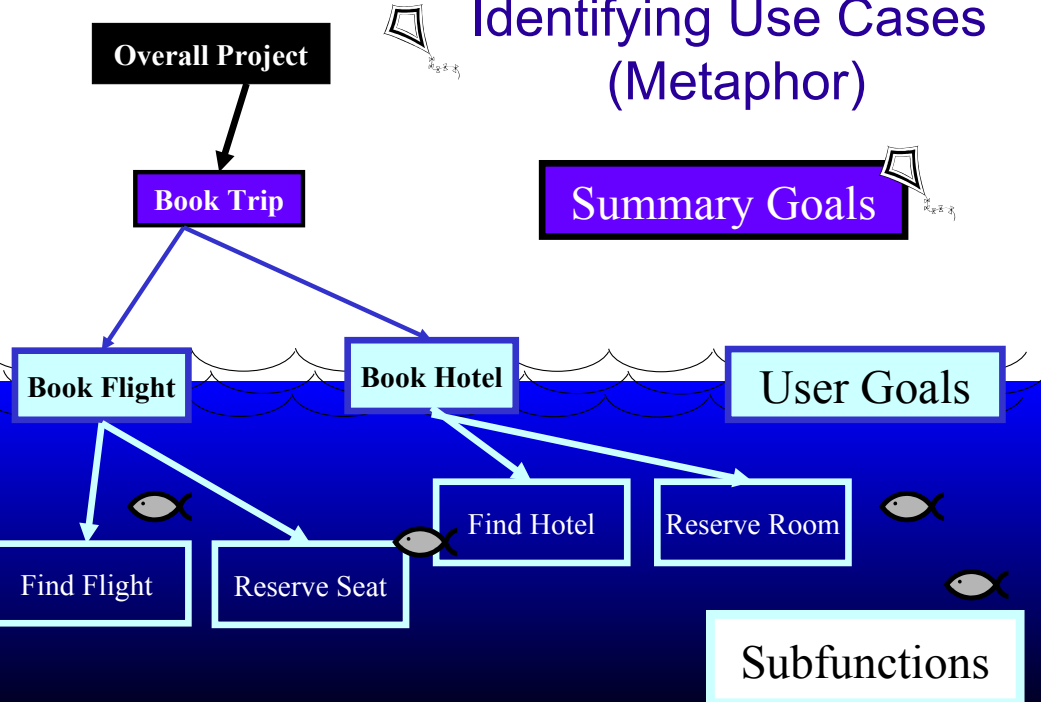 Identifying Use Cases
(Metaphor)
Overall Project
Book Trip
Summary Goals
Book Flight
Book Hotel
User Goals
Find Hotel
Reserve Room
Find Flight
Reserve Seat
Subfunctions